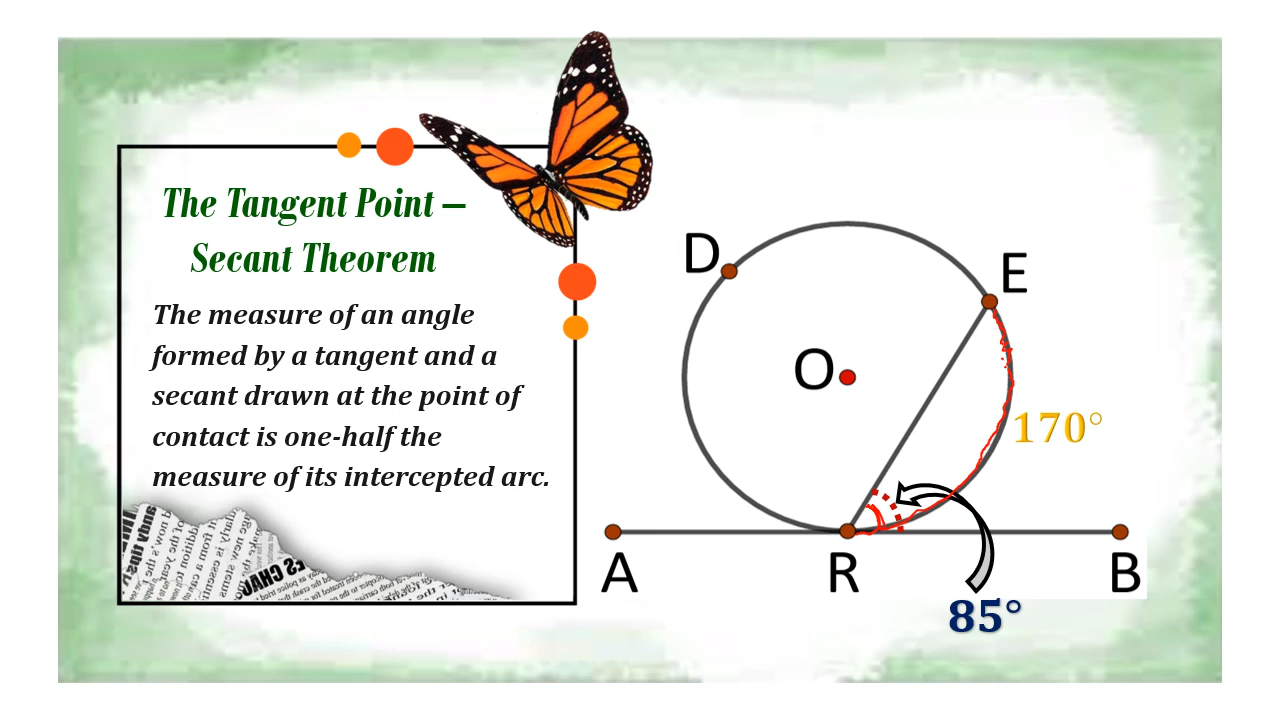 The Tangent Point –
Secant Theorem
The measure of an angle
formed by a tangent and a
secant drawn at the point of
contact is one-half the
measure of its intercepted arc.
D
E
O
170°
A
R
B
85°